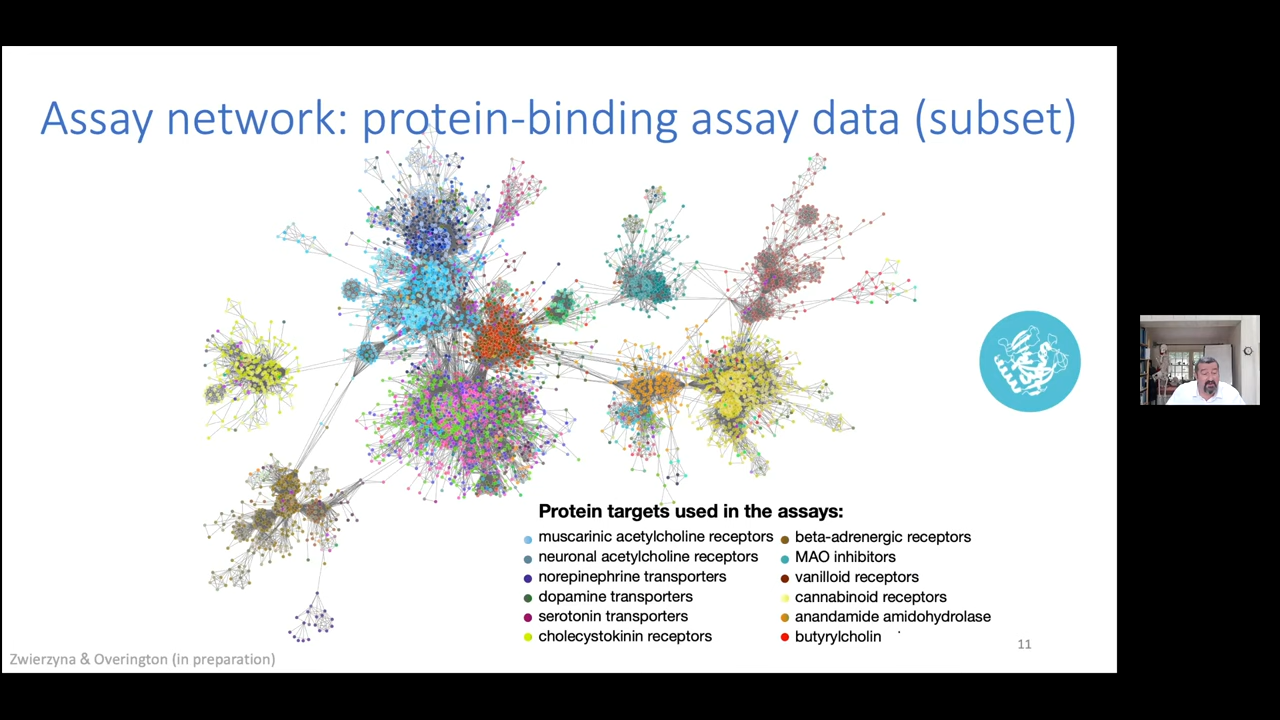 Assay network: protein-binding assay data (subset)
Protein targets used in the assays:
muscarinic acetylcholine receptors
neuronal acetylcholine receptors
norepinephrine transporters
dopamine transporters
serotonin transporters
cholecystokinin receptors
beta-adrenergic receptors
MAO inhibitors
vanilloid receptors
cannabinoid receptors
anandamide amidohydrolase
butyrylcholin
11
Zwierzyna & Overington (in preparation)